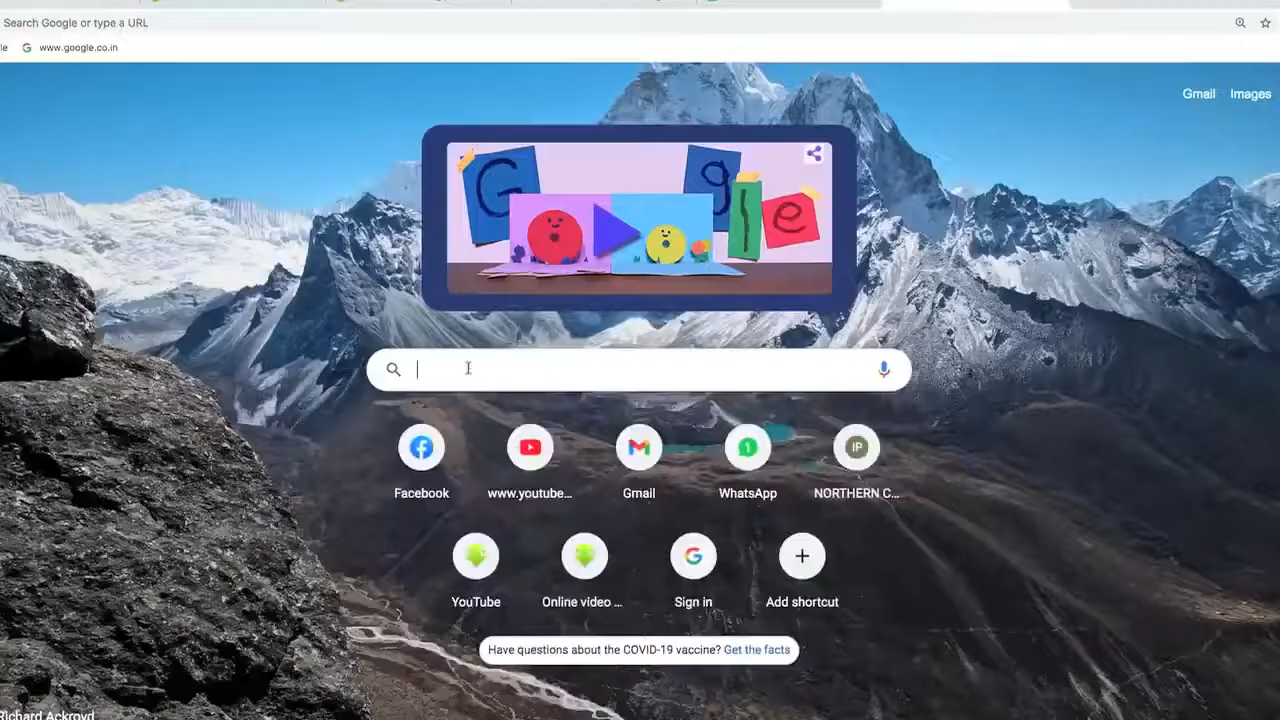 Search Google or type a URL
le www.google.co.in
Gmail Images
G g l e
Facebook www.youtube... Gmail WhatsApp NORTHERN C...
YouTube Online video ... Sign in Add shortcut
Have questions about the COVID-19 vaccine? Get the facts
Richard Ackroyd